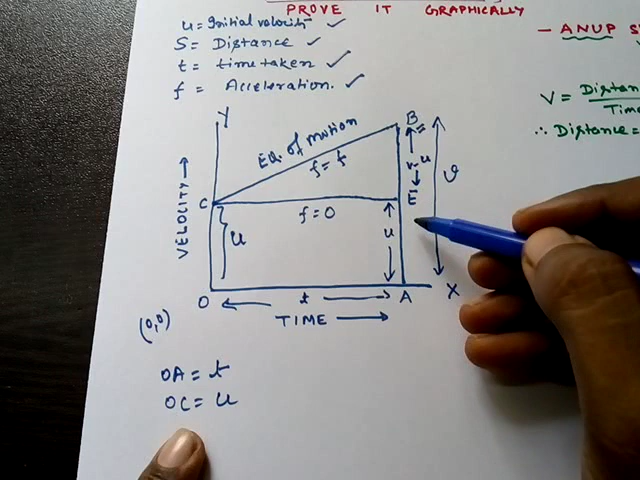 PROVE IT GRAPHICALLY
u = Initial velocity ✓
S = Distance ✓
t = time taken ✓
f = Acceleration. ✓
- ANUP
V = Distan
Time
∴ Distance =
Y
B
Eq. of motion
f = f
v-u
v
VELOCITY →
C
E
f = 0
u
u
O
t
A
X
TIME →
(0,0)
OA = t
OC = u